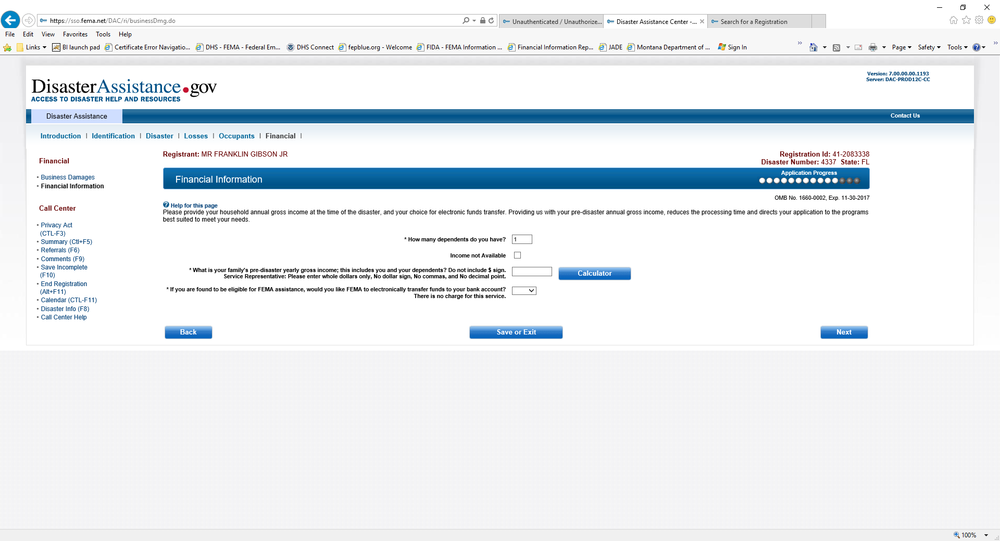 https://sso.fema.net/DAC/ri/businessDmg.do
Unauthenticated / Unauthorize...
Disaster Assistance Center -...
Search for a Registration
File Edit View Favorites Tools Help
Links
BI launch pad
Certificate Error Navigatio...
DHS - FEMA - Federal Em...
DHS Connect
fepblue.org - Welcome
FIDA - FEMA Information ...
Financial Information Rep...
JADE
Montana Department of ...
Sign In
Page Safety Tools
Version: 7.00.00.00.1193
Server: DAC-PROD12C-CC
DisasterAssistance.gov
ACCESS TO DISASTER HELP AND RESOURCES
Disaster Assistance
Contact Us
Introduction | Identification | Disaster | Losses | Occupants | Financial |
Financial
• Business Damages
• Financial Information
Call Center
• Privacy Act
(CTL-F3)
• Summary (Ctl+F5)
• Referrals (F6)
• Comments (F9)
• Save Incomplete
(F10)
• End Registration
(Alt+F11)
• Calendar (CTL-F11)
• Disaster Info (F8)
• Call Center Help
Registrant: MR FRANKLIN GIBSON JR
Registration Id: 41-2083338
Disaster Number: 4337 State: FL
Financial Information
Application Progress
OMB No. 1660-0002, Exp. 11-30-2017
Help for this page
Please provide your household annual gross income at the time of the disaster, and your choice for electronic funds transfer. Providing us with your pre-disaster annual gross income, reduces the processing time and directs your application to the programs
best suited to meet your needs.
* How many dependents do you have? 1
Income not Available
* What is your family's pre-disaster yearly gross income; this includes you and your dependents? Do not include $ sign.
Service Representative: Please enter whole dollars only, No dollar sign, No commas, and No decimal point.
Calculator
* If you are found to be eligible for FEMA assistance, would you like FEMA to electronically transfer funds to your bank account?
There is no charge for this service.
Back
Save or Exit
Next
100%